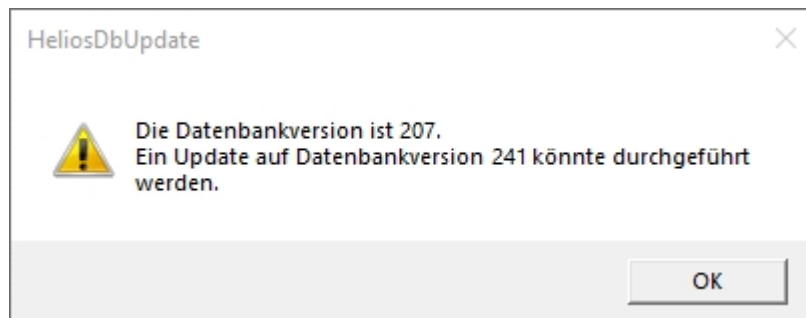 HeliosDbUpdate
Die Datenbankversion ist 207.
Ein Update auf Datenbankversion 241 könnte durchgeführt
werden.
OK